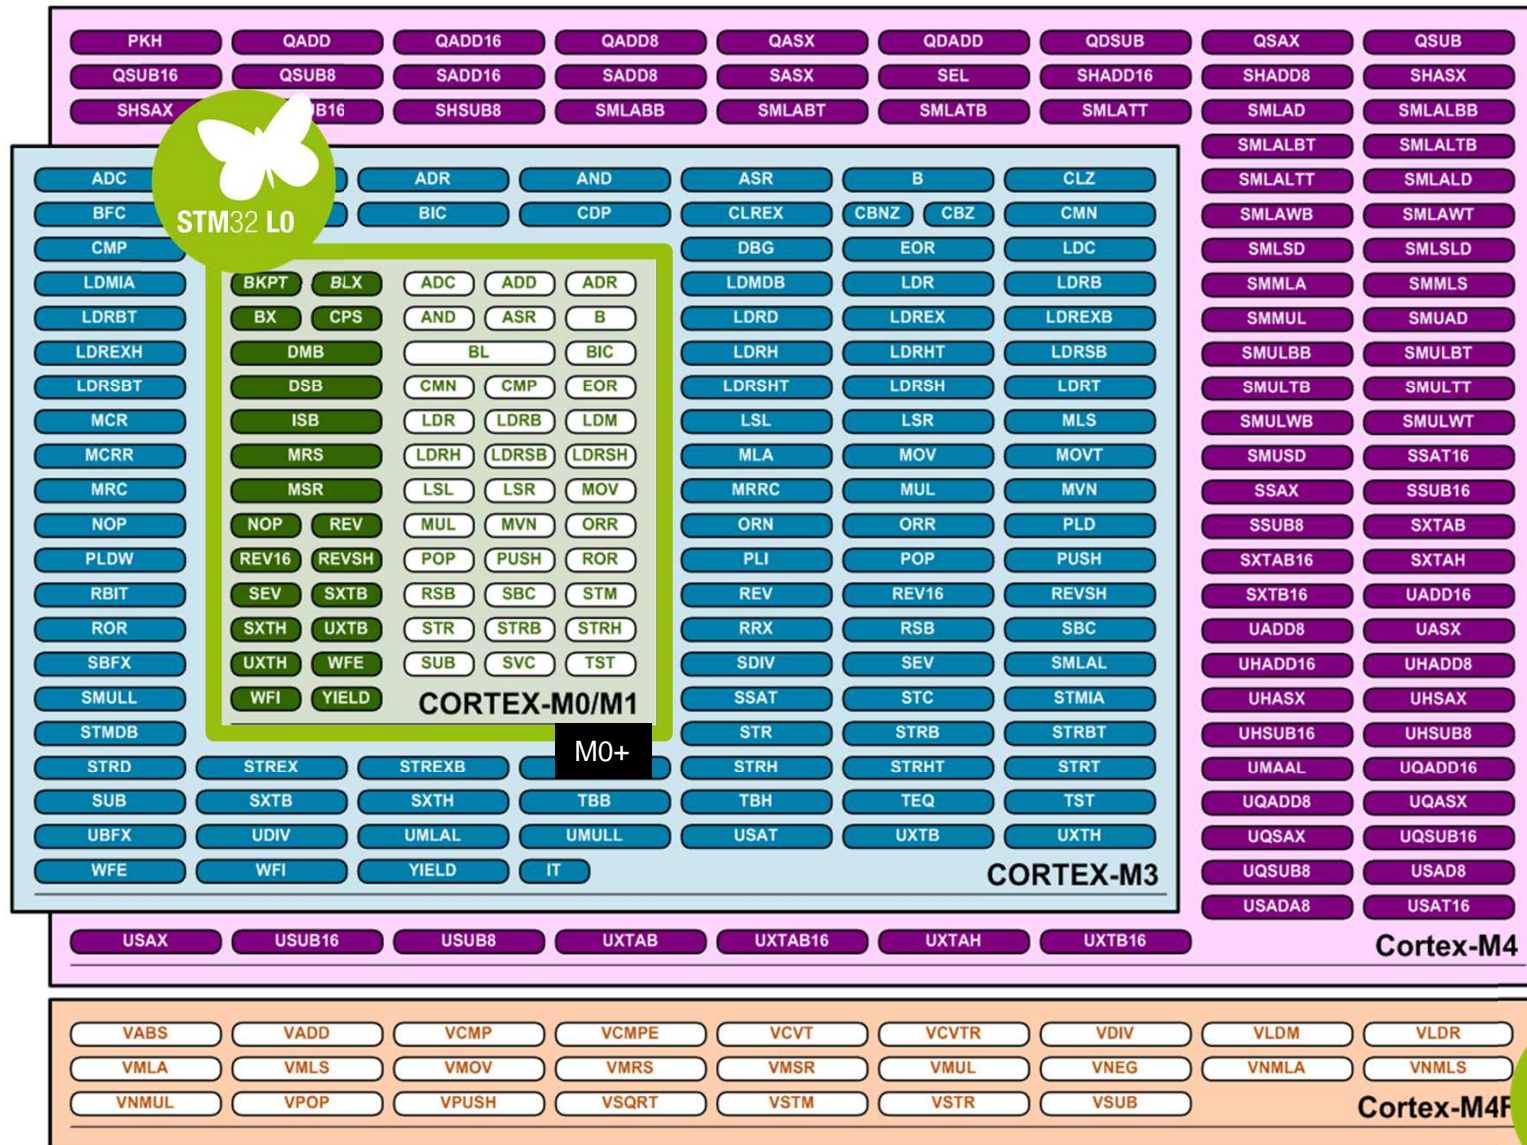 PKH QADD QADD16 QADD8 QASX QDADD QDSUB QSAX QSUB
QSUB16 QSUB8 SADD16 SADD8 SASX SEL SHADD16 SHADD8 SHASX
SHSAX SHSUB8 SMLABB SMLABT SMLATB SMLATT SMLAD SMLALBB
SMLALBT SMLALTB
ADC ADR AND ASR B CLZ SMLALTT SMLALD
BFC STM32 L0 BIC CDP CLREX CBNZ CBZ CMN SMLAWB SMLAWT
CMP DBG EOR LDC SMLSD SMLSLD
LDMIA BKPT BLX ADC ADD ADR LDMDB LDR LDRB SMMLA SMMLS
LDRBT BX CPS AND ASR B LDRD LDREX LDREXB SMMUL SMUAD
LDREXH DMB BL BIC LDRH LDRHT LDRSB SMULBB SMULBT
LDRSBT DSB CMN CMP EOR LDRSHT LDRSH LDRT SMULTB SMULTT
MCR ISB LDR LDRB LDM LSL LSR MLS SMULWB SMULWT
MCRR MRS LDRH LDRSB LDRSH MLA MOV MOVT SMUSD SSAT16
MRC MSR LSL LSR MOV MRRC MUL MVN SSAX SSUB16
NOP NOP REV MUL MVN ORR ORN ORR PLD SSUB8 SXTAB
PLDW REV16 REVSH POP PUSH ROR PLI POP PUSH SXTAB16 SXTAH
RBIT SEV SXTB RSB SBC STM REV REV16 REVSH SXTB16 UADD16
ROR SXTH UXTB STR STRB STRH RRX RSB SBC UADD8 UASX
SBFX UXTH WFE SUB SVC TST SDIV SEV SMLAL UHADD16 UHADD8
SMULL WFI YIELD CORTEX-M0/M1 SSAT STC STMIA UHASX UHSAX
STMDB M0+ STR STRB STRBT UHSUB16 UHSUB8
STRD STREX STREXB STRH STRHT STRT UMAAL UQADD16
SUB SXTB SXTH TBB TBH TEQ TST UQADD8 UQASX
UBFX UDIV UMLAL UMULL USAT UXTB UXTH UQSAX UQSUB16
WFE WFI YIELD IT CORTEX-M3 UQSUB8 USAD8
USADA8 USAT16
USAX USUB16 USUB8 UXTAB UXTAB16 UXTAH UXTB16 Cortex-M4
VABS VADD VCMP VCMPE VCVT VCVTR VDIV VLDM VLDR
VMLA VMLS VMOV VMRS VMSR VMUL VNEG VNMLA VNMLS
VNMUL VPOP VPUSH VSQRT VSTM VSTR VSUB Cortex-M4F